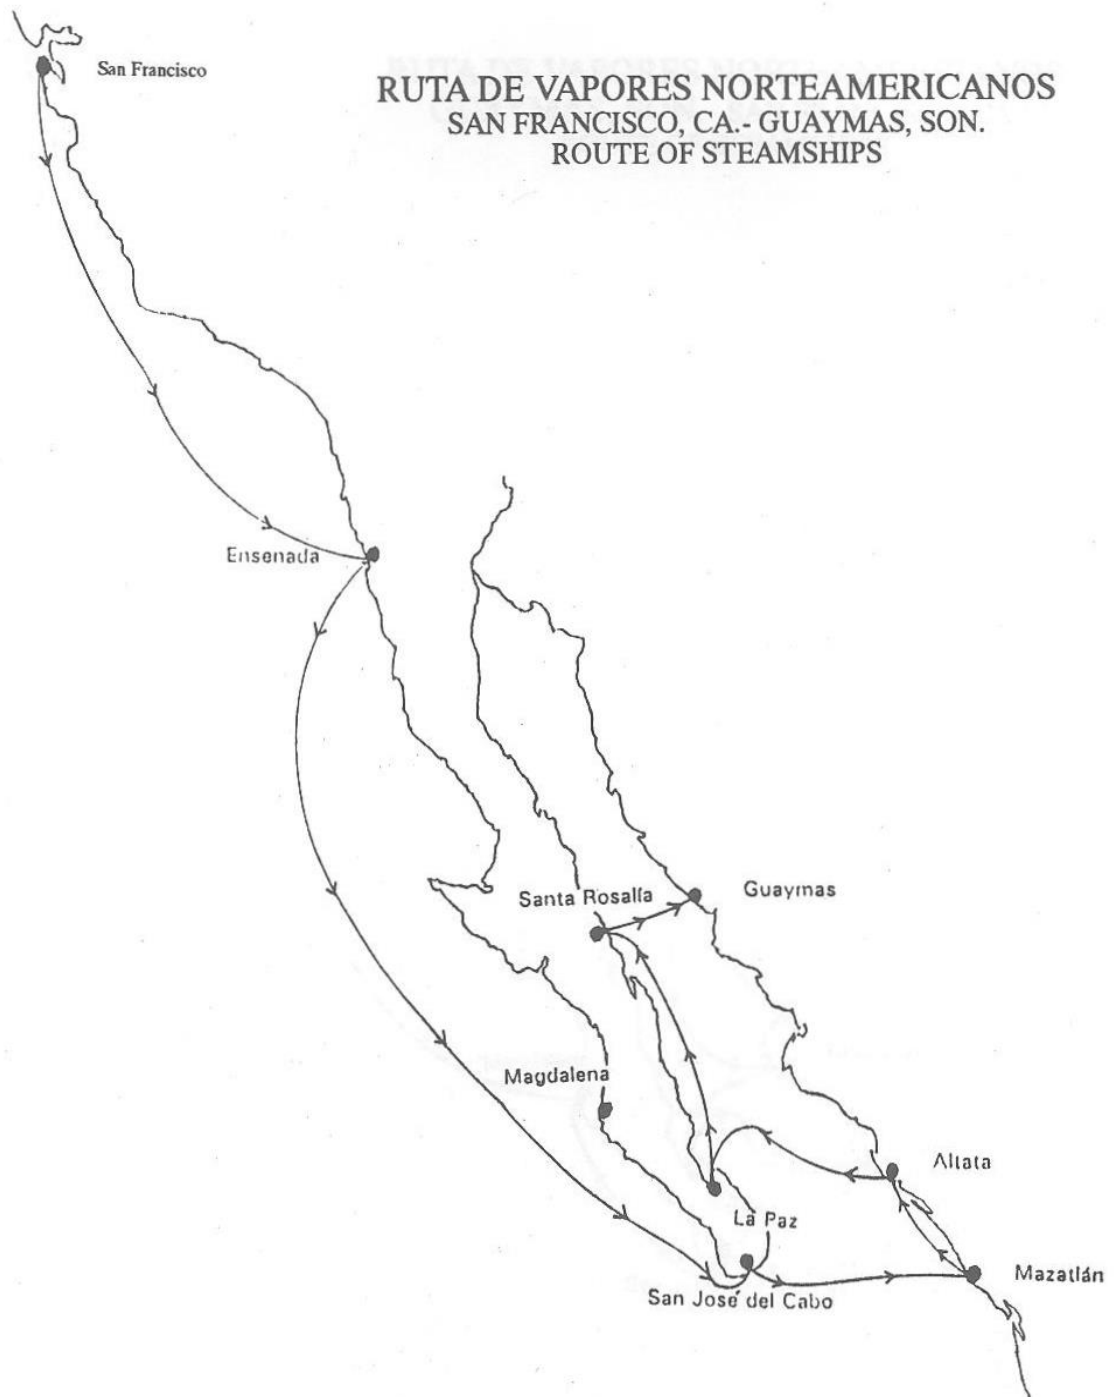 San Francisco
RUTA DE VAPORES NORTEAMERICANOS
SAN FRANCISCO, CA.- GUAYMAS, SON.
ROUTE OF STEAMSHIPS
Ensenada
Santa Rosalía
Guaymas
Magdalena
Altata
La Paz
Mazatlán
San José del Cabo